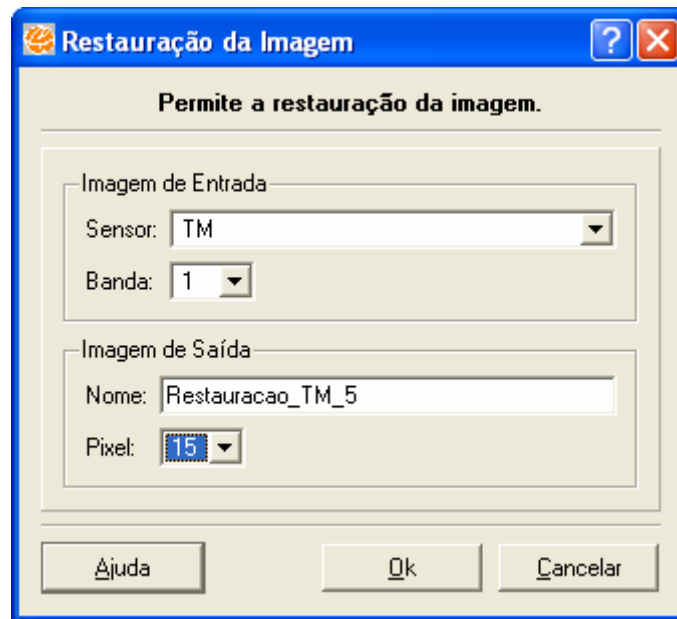 Restauração da Imagem
Permite a restauração da imagem.
Imagem de Entrada
Sensor: TM
Banda: 1
Imagem de Saída
Nome: Restauracao_TM_5
Pixel: 15
Ajuda Ok Cancelar